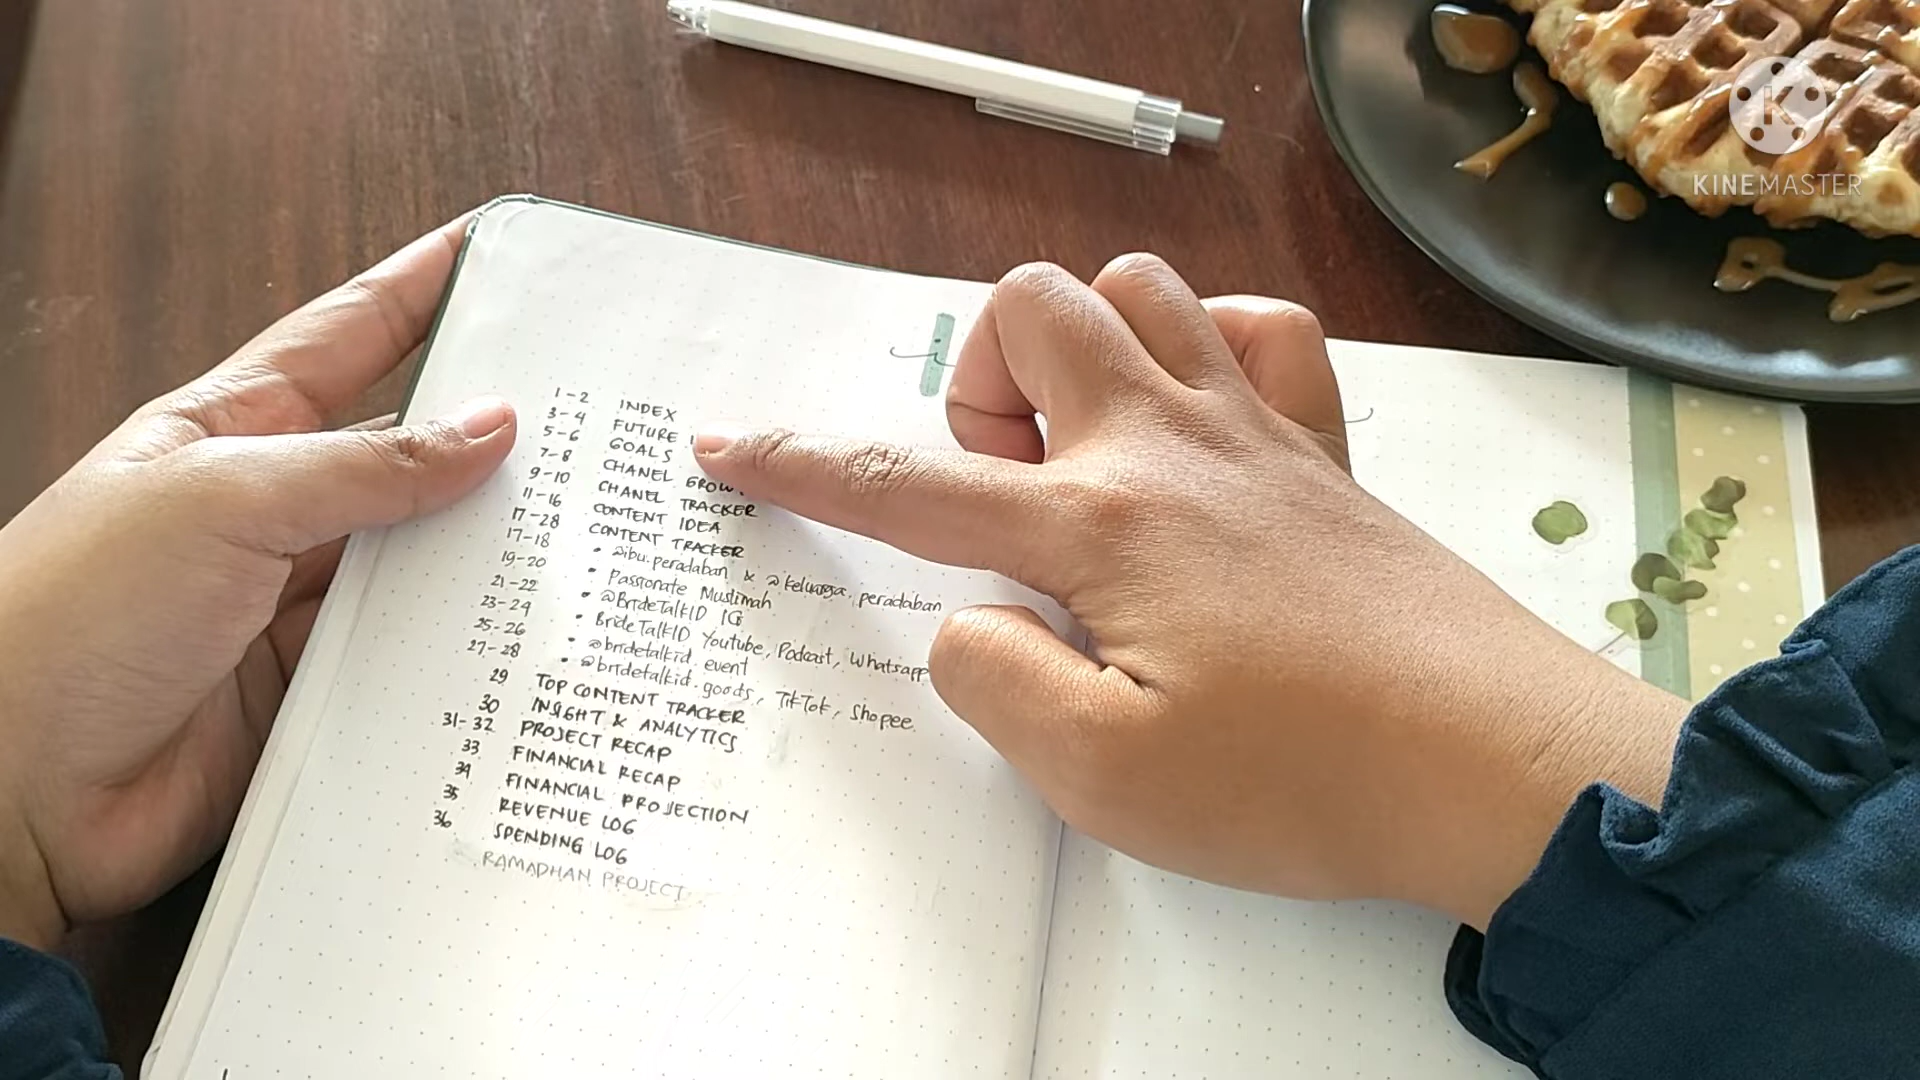 1-2 INDEX
3-4 FUTURE
5-6 GOALS
7-8 CHANEL
9-10 CHANEL TRACKER
11-16 CONTENT IDEA
17-28 CONTENT TRACKER
17-18 • @ibu.peradaban & @keluarga.peradaban
19-20 • Passionate Muslimah
21-22 • @BrideTalkID IG
23-24 • BrideTalkID Youtube, Podcast, Whatsapp
25-26 • @bridetalkid.event
27-28 • @bridetalkid.goods, TikTok, Shopee
29 TOP CONTENT TRACKER
30 INSIGHT & ANALYTICS
31-32 PROJECT RECAP
33 FINANCIAL RECAP
34 FINANCIAL PROJECTION
35 REVENUE LOG
36 SPENDING LOG
RAMADHAN PROJECT
KINEMASTER